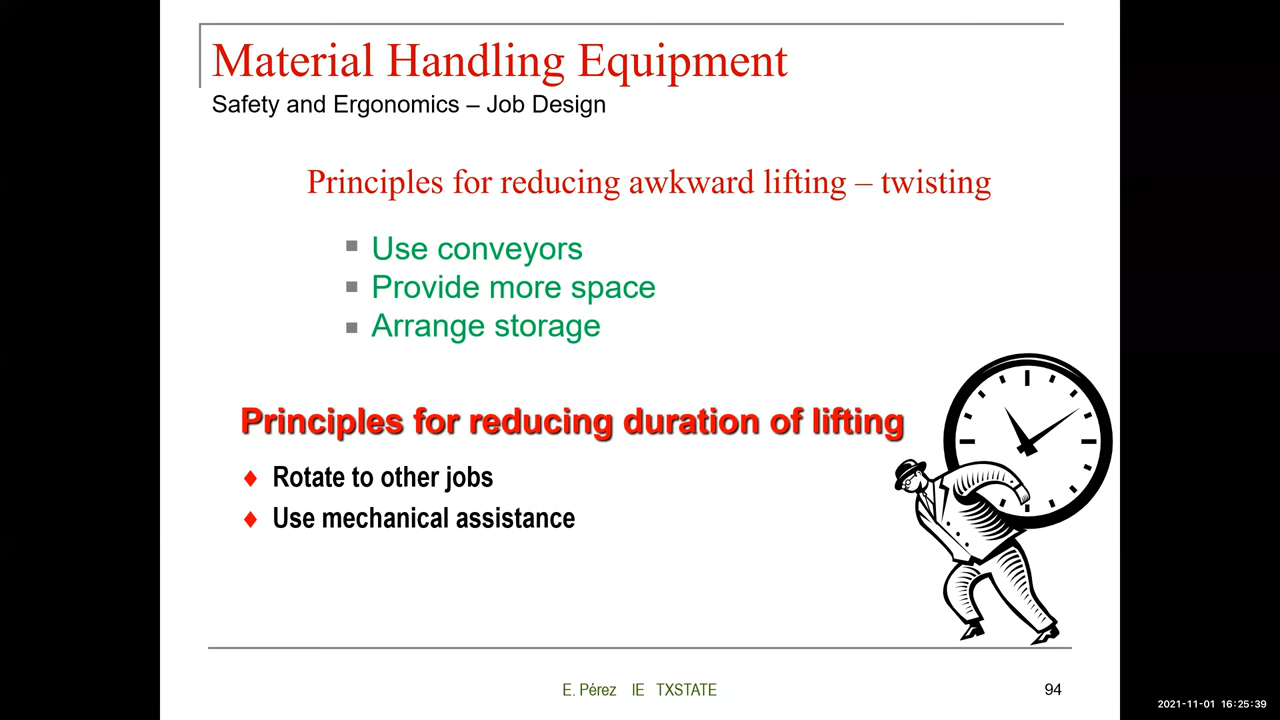 Material Handling Equipment
Safety and Ergonomics – Job Design
Principles for reducing awkward lifting – twisting
Use conveyors
Provide more space
Arrange storage
Principles for reducing duration of lifting
Rotate to other jobs
Use mechanical assistance
E. Pérez IE TXSTATE
94
2021-11-01 16:25:39